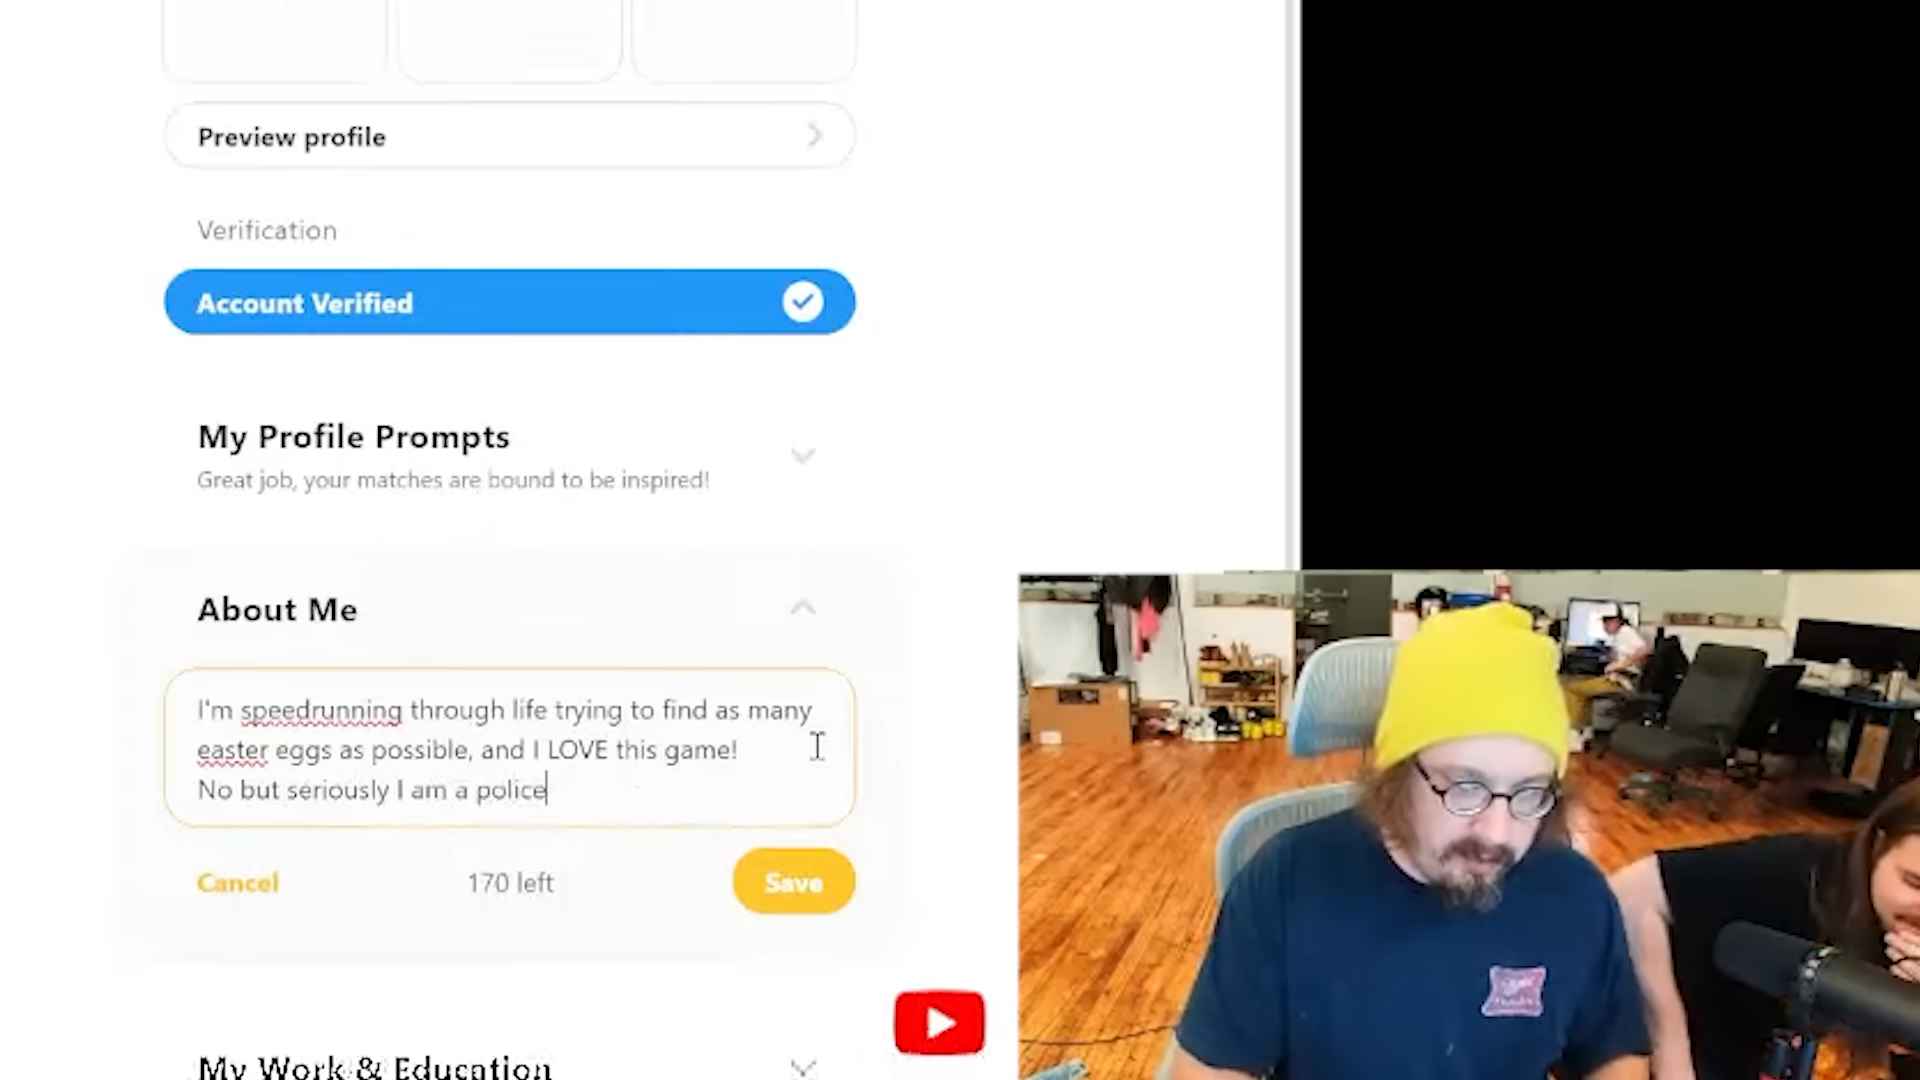 Preview profile
Verification
Account Verified
My Profile Prompts
Great job, your matches are bound to be inspired!
About Me
I'm speedrunning through life trying to find as many
easter eggs as possible, and I LOVE this game!
No but seriously I am a police
Cancel
170 left
Save
My Work & Education